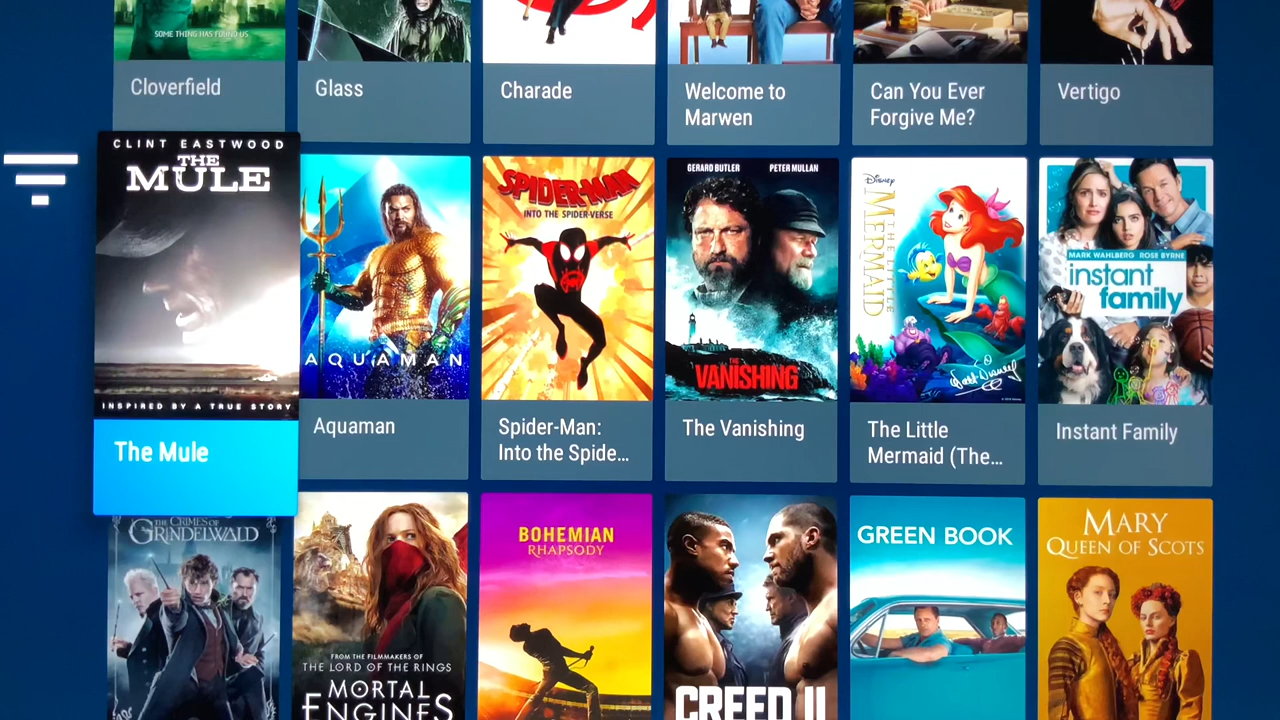 SOME THING HAS FOUND US
Cloverfield
Glass
Charade
Welcome to
Marwen
Can You Ever
Forgive Me?
Vertigo
CLINT EASTWOOD
THE
MULE
INSPIRED BY A TRUE STORY
The Mule
AQUAMAN
Aquaman
SPIDER-MAN
INTO THE SPIDER-VERSE
Spider-Man:
Into the Spide...
GERARD BUTLER PETER MULLAN
THE
VANISHING
The Vanishing
Disney
THE LITTLE
MERMAID
Walt Disney
The Little
Mermaid (The...
MARK WAHLBERG ROSE BYRNE
instant
family
Instant Family
THE CRIMES OF
GRINDELWALD
FROM THE FILMMAKERS OF
THE LORD OF THE RINGS
MORTAL
ENGINES
BOHEMIAN
RHAPSODY
CREED II
GREEN BOOK
MARY
QUEEN OF SCOTS